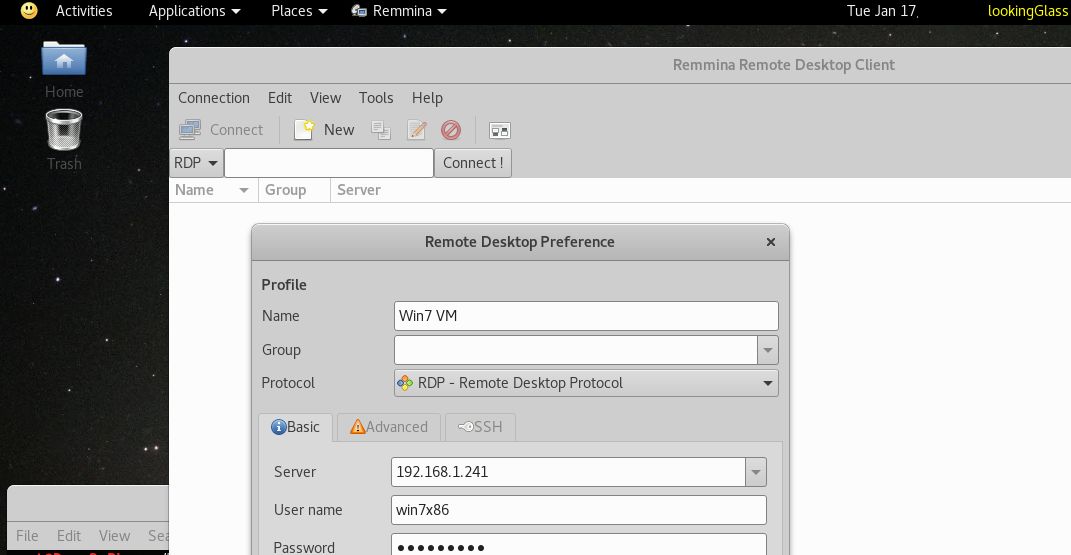 Activities Applications Places Remmina Tue Jan 17, lookingGlass
Home
Trash
Remmina Remote Desktop Client
Connection Edit View Tools Help
Connect New
RDP Connect !
Name Group Server
Remote Desktop Preference
Profile
Name Win7 VM
Group
Protocol RDP - Remote Desktop Protocol
Basic Advanced SSH
Server 192.168.1.241
User name win7x86
Password ●●●●●●●●●
File Edit View Sea